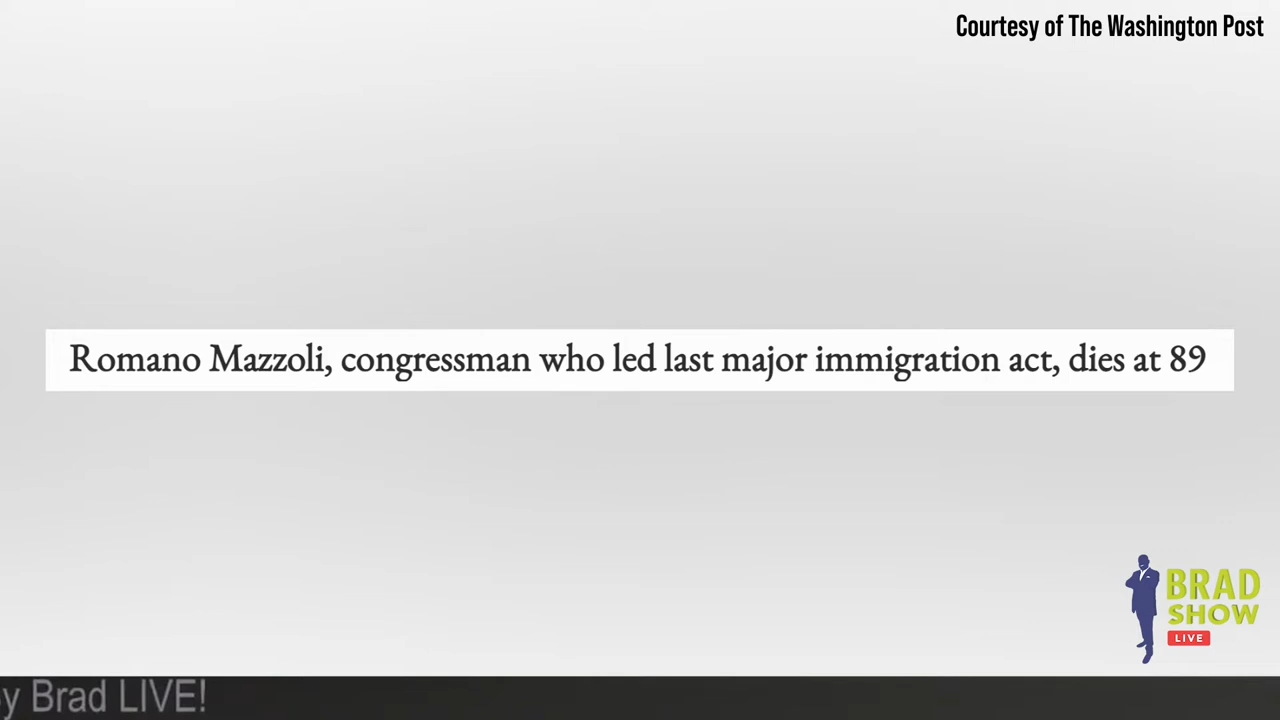 Courtesy of The Washington Post
Romano Mazzoli, congressman who led last major immigration act, dies at 89
BRAD
SHOW
LIVE
Brad LIVE!